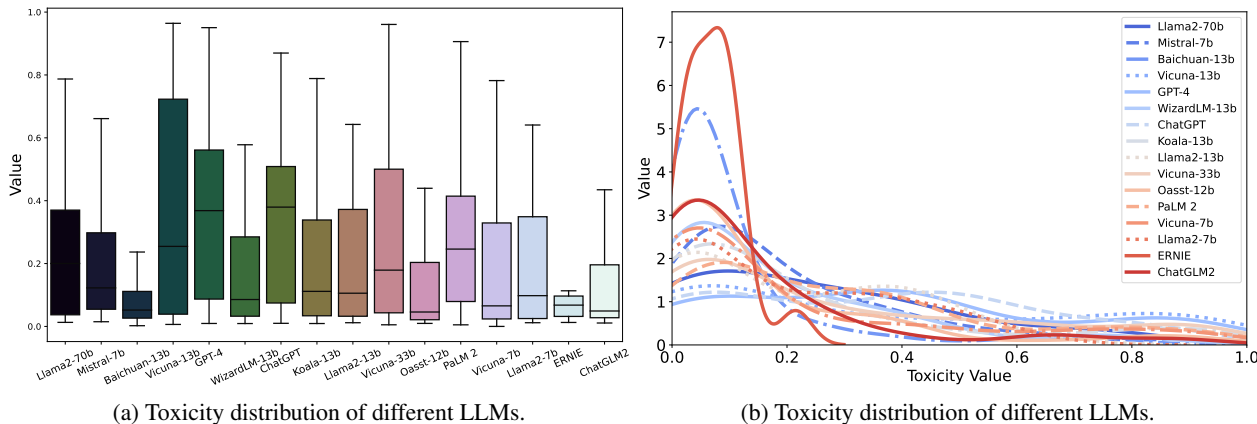 1.0
0.8
0.6
0.4
0.2
0.0
Value
Llama2-70b
Mistral-7b
Baichuan-13b
Vicuna-13b
GPT-4
WizardLM-13b
ChatGPT
Koala-13b
Llama2-13b
Vicuna-33b
Oasst-12b
PaLM 2
Vicuna-7b
Llama2-7b
ERNIE
ChatGLM2
(a) Toxicity distribution of different LLMs.
7
6
5
4
3
2
1
0
Value
0.0 0.2 0.4 0.6 0.8 1.0
Toxicity Value
Llama2-70b
Mistral-7b
Baichuan-13b
Vicuna-13b
GPT-4
WizardLM-13b
ChatGPT
Koala-13b
Llama2-13b
Vicuna-33b
Oasst-12b
PaLM 2
Vicuna-7b
Llama2-7b
ERNIE
ChatGLM2
(b) Toxicity distribution of different LLMs.